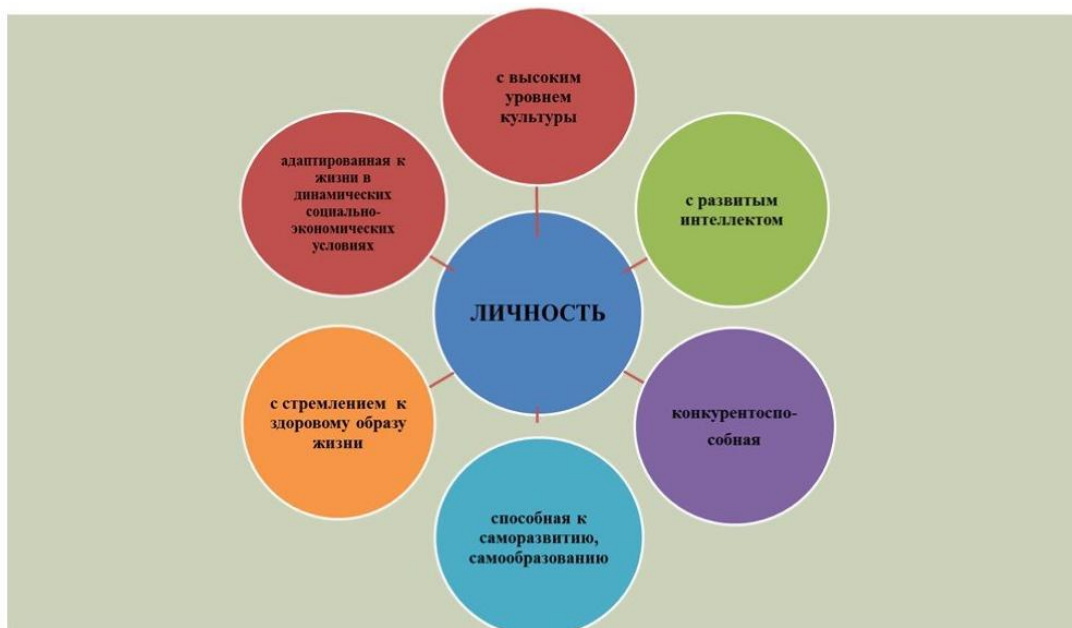 с высоким
уровнем
культуры
адаптированная к
жизни в
динамических
социально-
экономических
условиях
с развитым
интеллектом
ЛИЧНОСТЬ
с стремлением к
здоровому образу
жизни
конкурентоспо-
собная
способная к
саморазвитию,
самообразованию